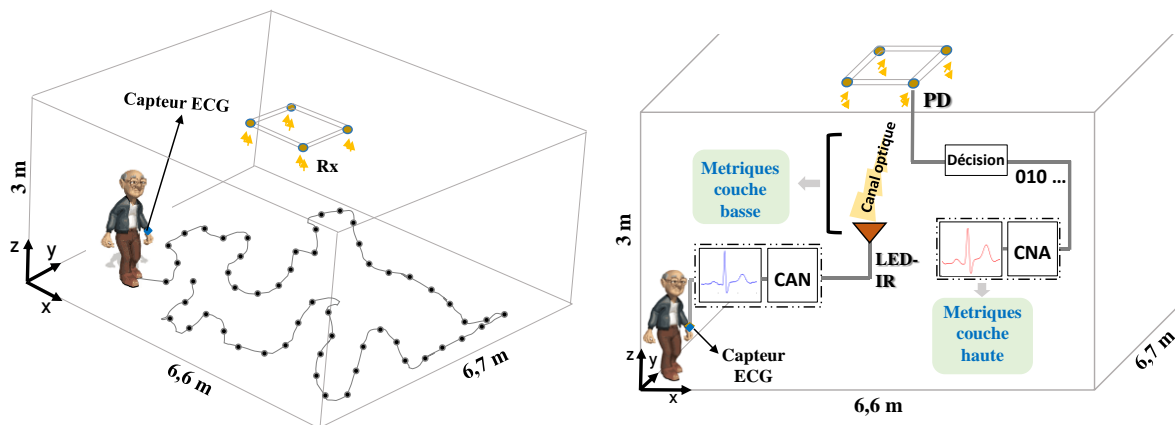 Capteur ECG
Rx
3 m
z
y
x
6,6 m
6,7 m
PD
Décision
010 ...
Canal optique
Metriques
couche
basse
3 m
LED-
IR
CAN
CNA
Metriques
couche
haute
Capteur
ECG
z
y
x
6,6 m
6,7 m